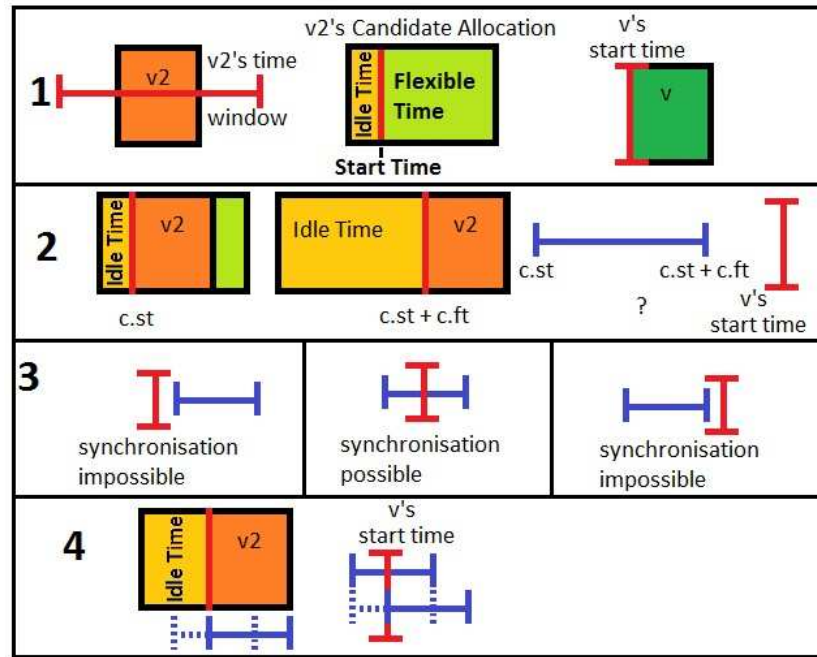 1
v2
v2's time
window
v2's Candidate Allocation
Idle Time
Flexible
Time
Start Time
v's
start time
v
2
Idle Time
v2
c.st
Idle Time
v2
c.st + c.ft
c.st
c.st + c.ft
?
v's
start time
3
synchronisation
impossible
synchronisation
possible
synchronisation
impossible
4
Idle Time
v2
v's
start time